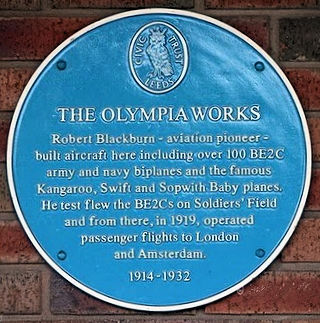 CIVIC TRUST
LEEDS
THE OLYMPIA WORKS
Robert Blackburn - aviation pioneer -
built aircraft here including over 100 BE2C
army and navy biplanes and the famous
Kangaroo, Swift and Sopwith Baby planes.
He test flew the BE2Cs on Soldiers' Field
and from there, in 1919, operated
passenger flights to London
and Amsterdam.
1914-1932